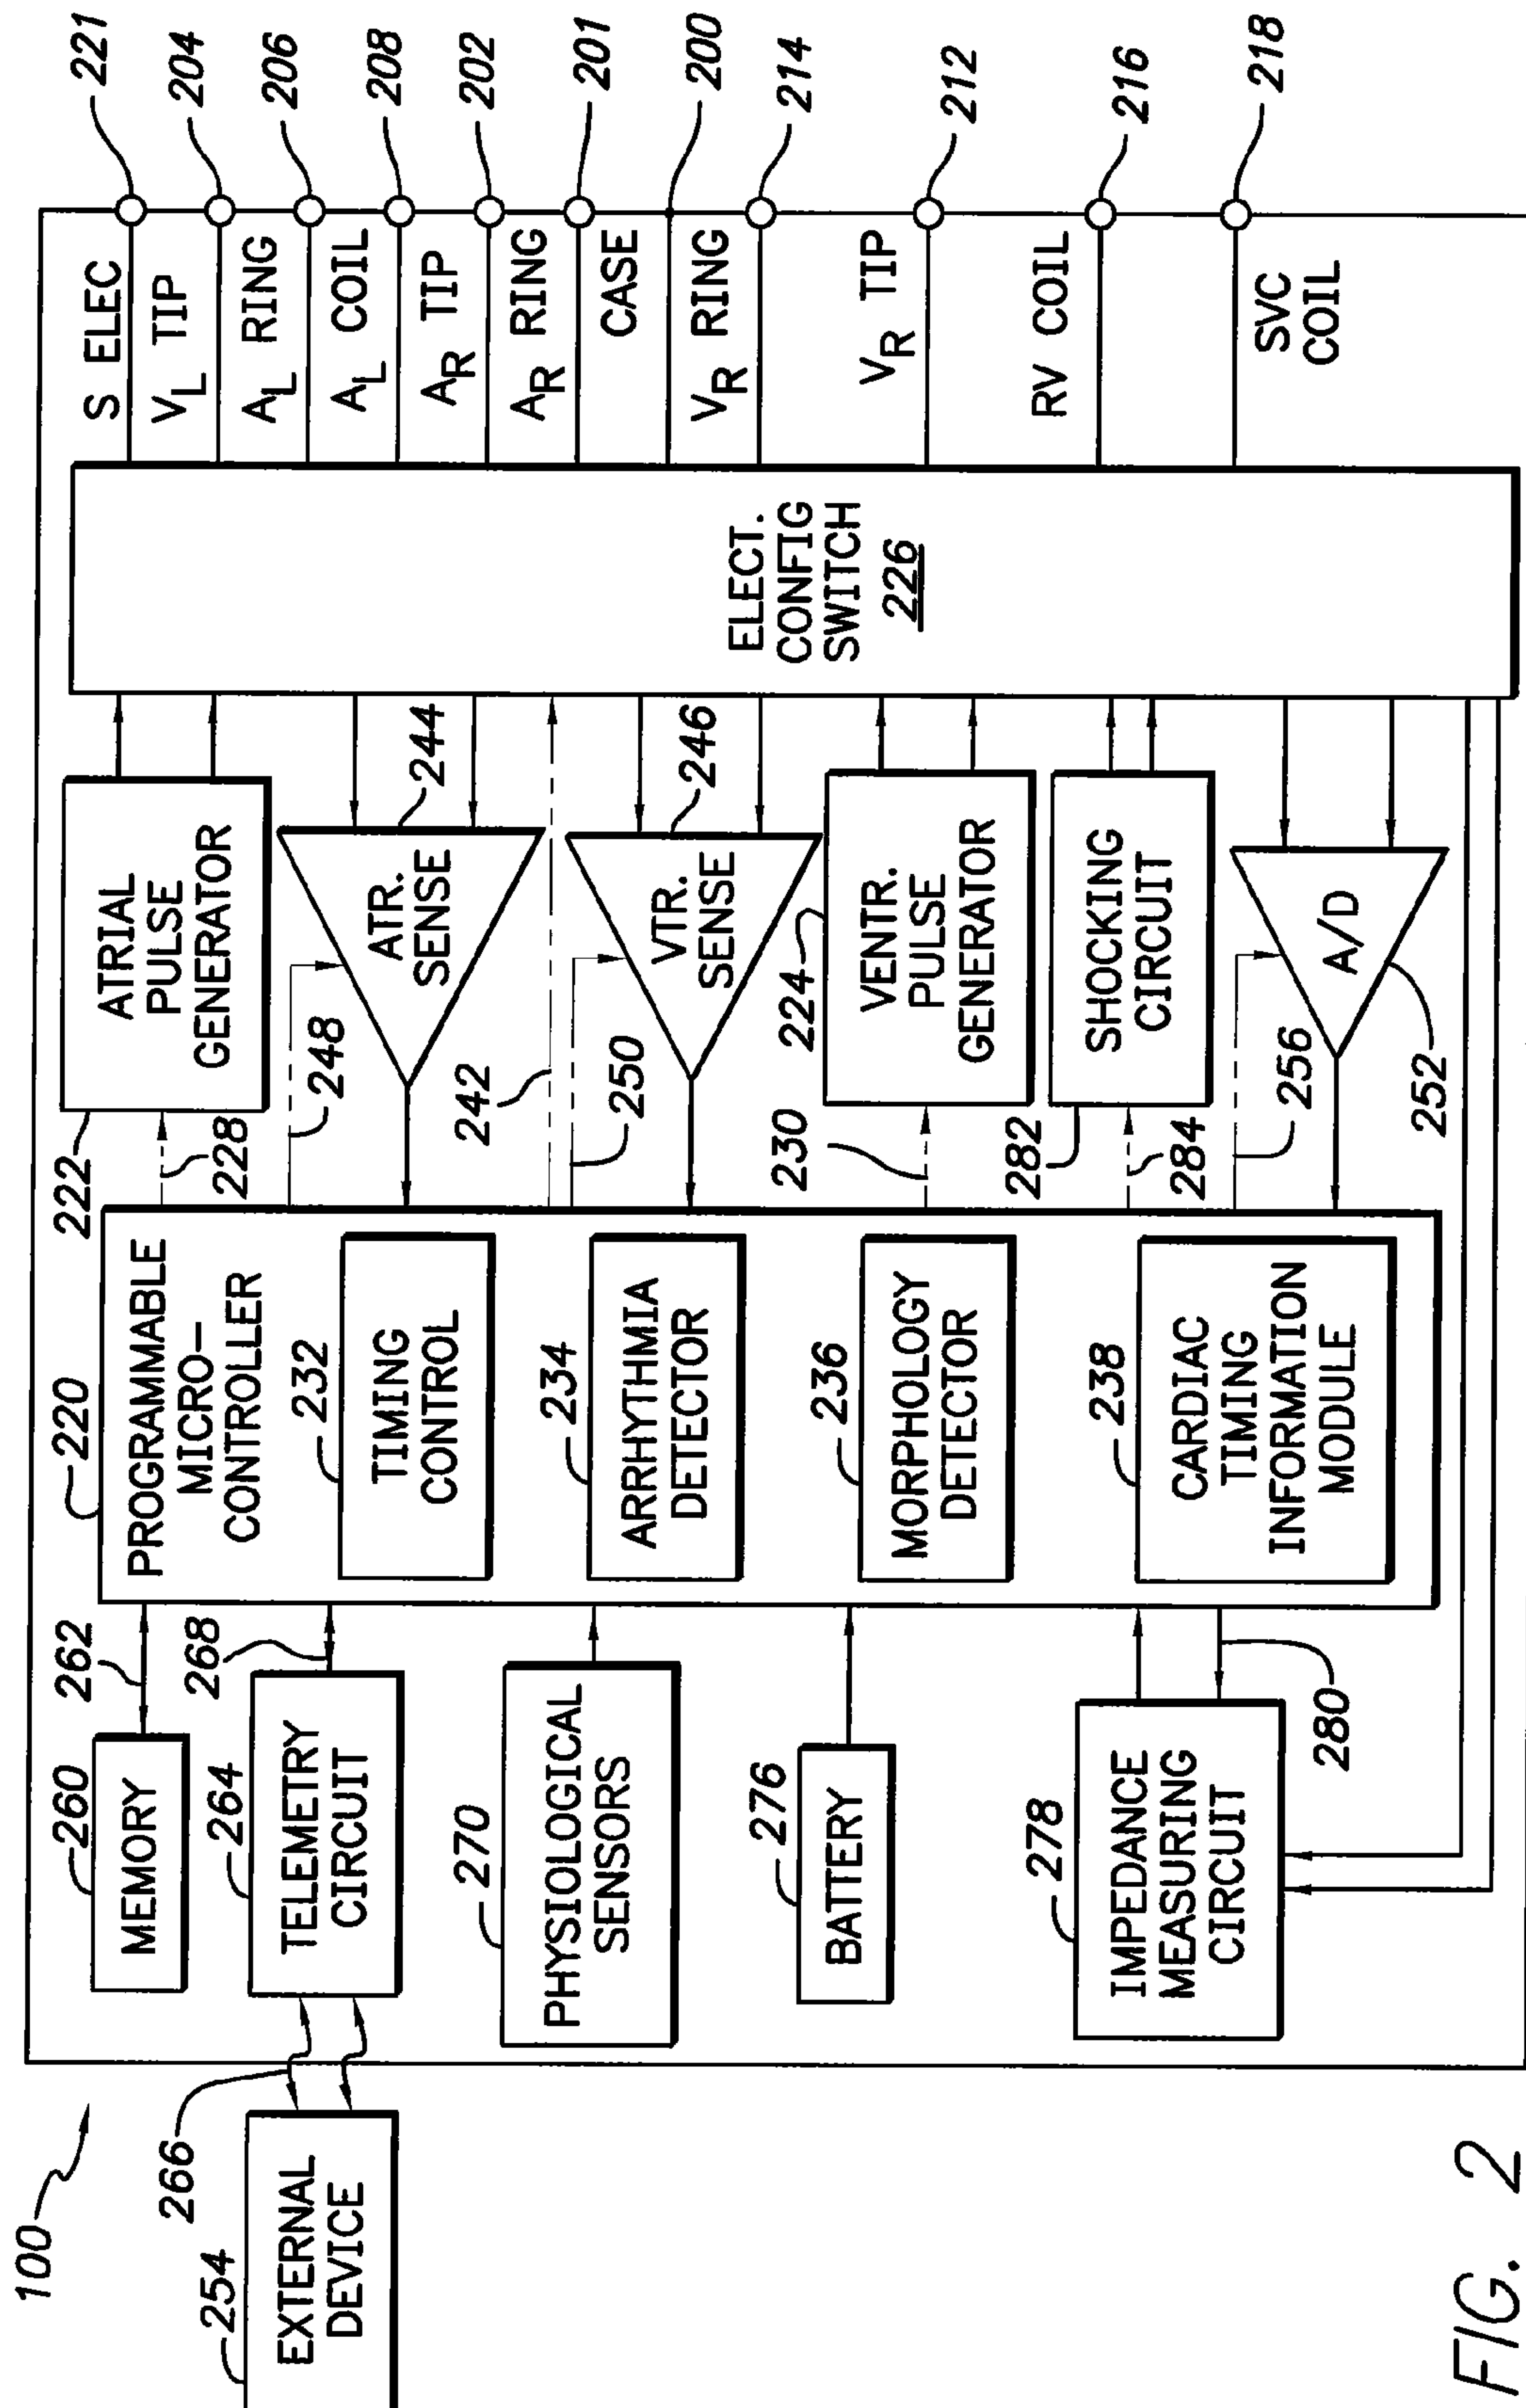 100
254
EXTERNAL
DEVICE
266
260
MEMORY
262
264
TELEMETRY
CIRCUIT
268
270
PHYSIOLOGICAL
SENSORS
276
BATTERY
278
IMPEDANCE
MEASURING
CIRCUIT
280
220
PROGRAMMABLE
MICRO-
CONTROLLER
232
TIMING
CONTROL
234
ARRHYTHMIA
DETECTOR
236
MORPHOLOGY
DETECTOR
238
CARDIAC
TIMING
INFORMATION
MODULE
222
228
ATRIAL
PULSE
GENERATOR
248
ATR.
SENSE
244
242
250
VTR.
SENSE
246
230
224
VENTR.
PULSE
GENERATOR
282
284
SHOCKING
CIRCUIT
256
A/D
252
ELECT.
CONFIG
SWITCH
226
S ELEC
221
VL TIP
204
AL RING
206
AL COIL
208
AR TIP
202
AR RING
201
CASE
200
VR RING
214
VR TIP
212
RV COIL
216
SVC
COIL
218
FIG. 2